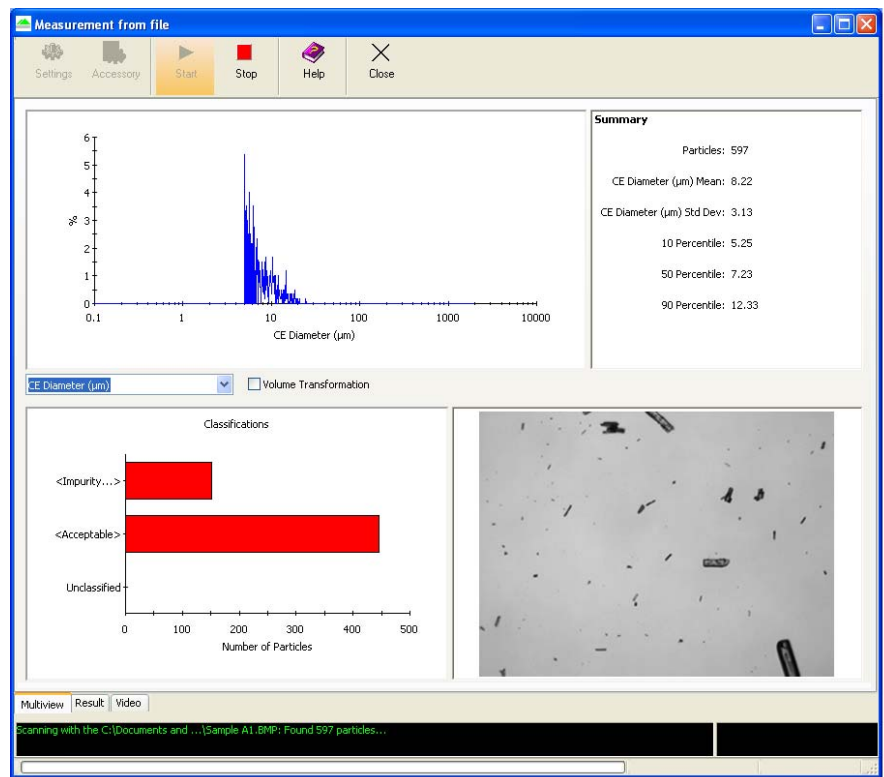 Measurement from file
Settings Accessory Start Stop Help Close
6
5
4
3
2
1
0
%
0.1 1 10 100 1000 10000
CE Diameter (µm)
Summary
Particles: 597
CE Diameter (µm) Mean: 8.22
CE Diameter (µm) Std Dev: 3.13
10 Percentile: 5.25
50 Percentile: 7.23
90 Percentile: 12.33
CE Diameter (µm) Volume Transformation
Classifications
<Impurity...>
<Acceptable>
Unclassified
0 100 200 300 400 500
Number of Particles
Multiview Result Video
Scanning with the C:\Documents and ...\Sample A1.BMP: Found 597 particles...